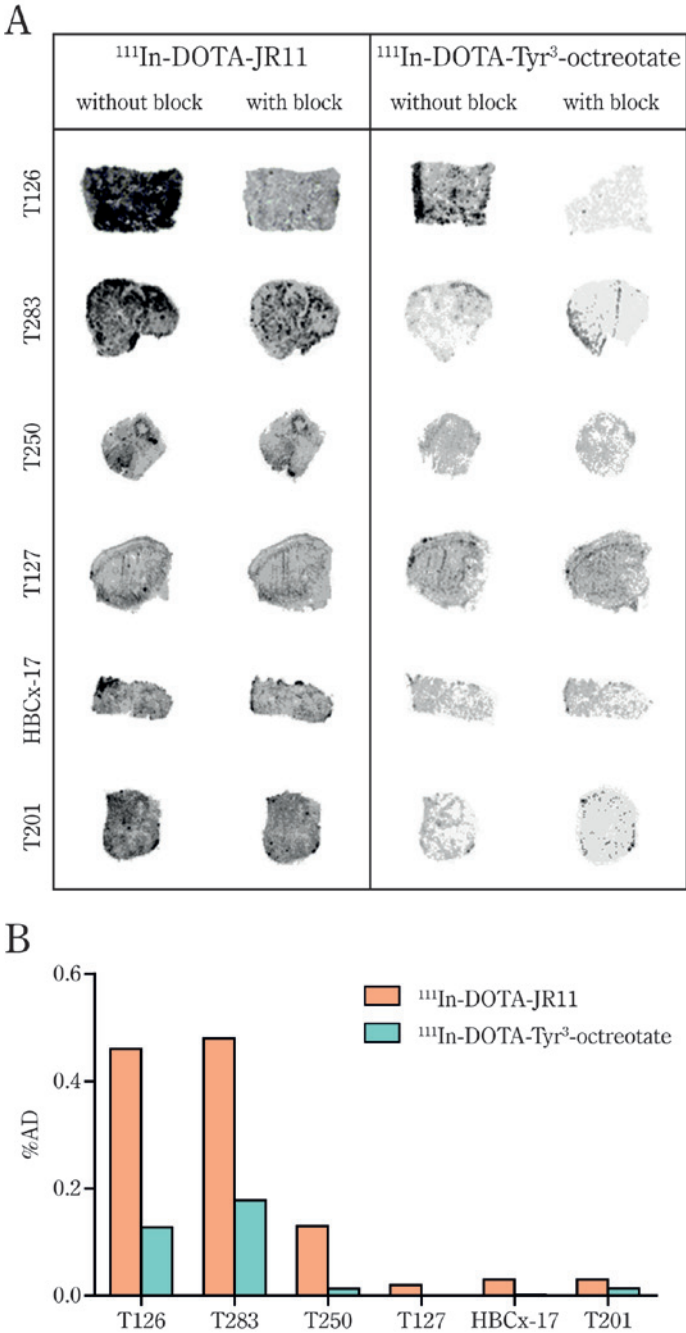 A
¹¹¹In-DOTA-JR11 ¹¹¹In-DOTA-Tyr³-octreotate
without block with block without block with block
T126
T283
T250
T127
HBCx-17
T201
B
0.6
0.4
0.2
0.0
%AD
¹¹¹In-DOTA-JR11
¹¹¹In-DOTA-Tyr³-octreotate
T126 T283 T250 T127 HBCx-17 T201